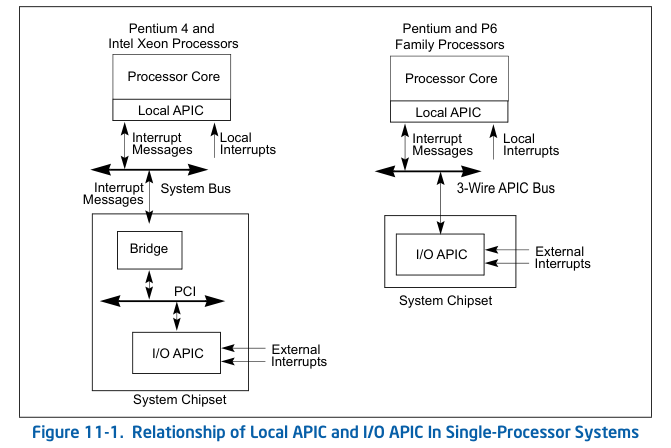 Pentium 4 and
Intel Xeon Processors
Processor Core
Local APIC
Interrupt
Messages
Local
Interrupts
Interrupt
Messages
System Bus
Bridge
PCI
I/O APIC
External
Interrupts
System Chipset
Pentium and P6
Family Processors
Processor Core
Local APIC
Interrupt
Messages
Local
Interrupts
3-Wire APIC Bus
I/O APIC
External
Interrupts
System Chipset
Figure 11-1. Relationship of Local APIC and I/O APIC In Single-Processor Systems